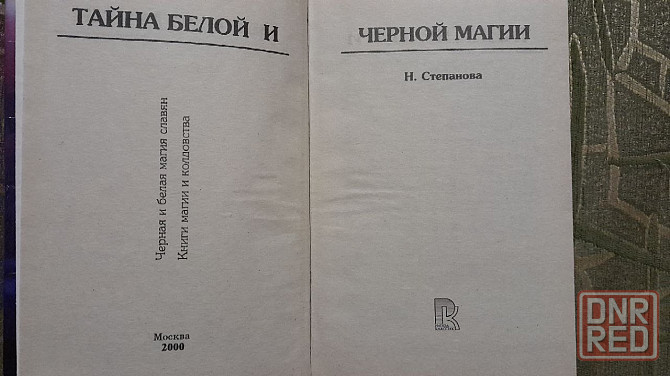 ТАЙНА БЕЛОЙ И ЧЕРНОЙ МАГИИ
Н. Степанова
Черная и белая магия славян
Книги магии и колдовства
Москва
2000
DNR
RED